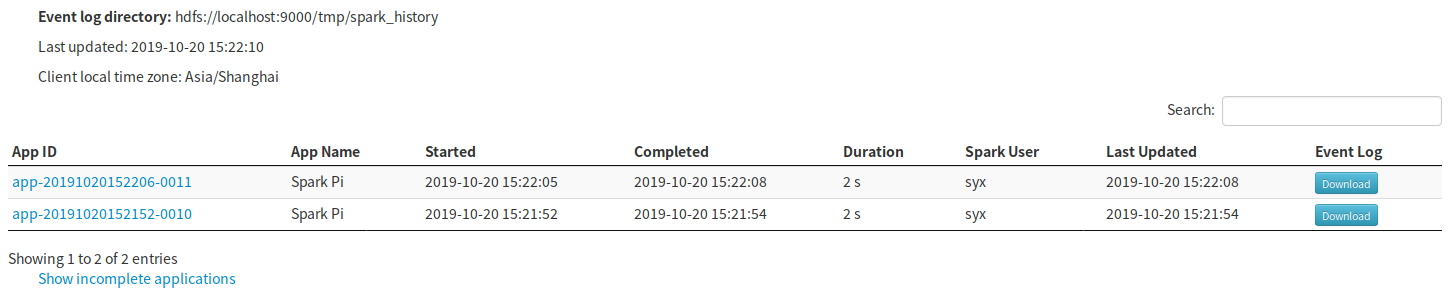 Event log directory: hdfs://localhost:9000/tmp/spark_history
Last updated: 2019-10-20 15:22:10
Client local time zone: Asia/Shanghai
Search:
App ID App Name Started Completed Duration Spark User Last Updated Event Log
app-20191020152206-0011 Spark Pi 2019-10-20 15:22:05 2019-10-20 15:22:08 2 s syx 2019-10-20 15:22:08 Download
app-20191020152152-0010 Spark Pi 2019-10-20 15:21:52 2019-10-20 15:21:54 2 s syx 2019-10-20 15:21:54 Download
Showing 1 to 2 of 2 entries
Show incomplete applications